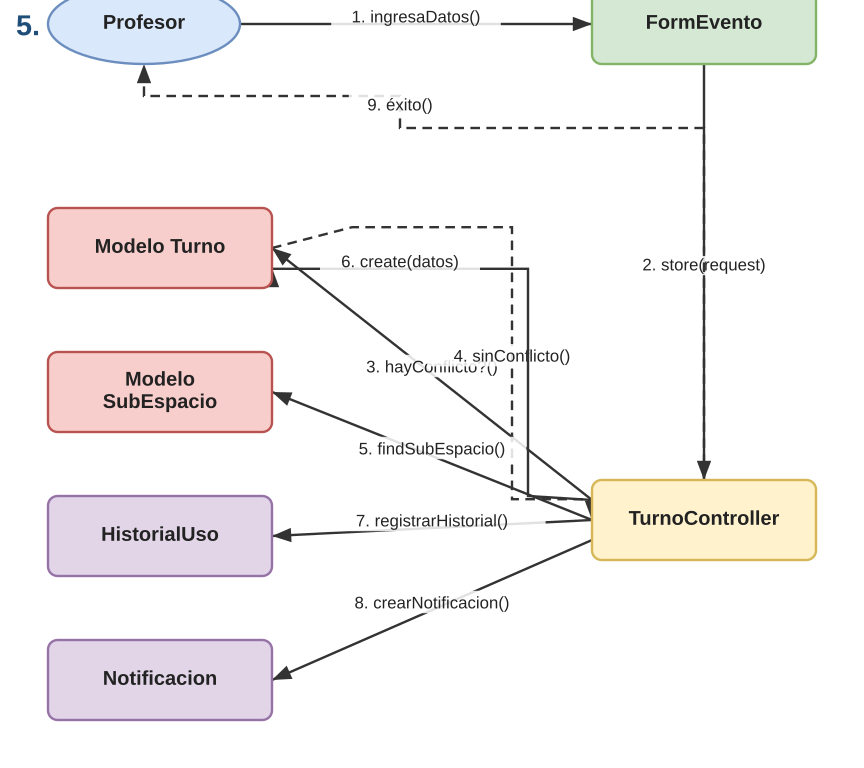 5.
Profesor
1. ingresaDatos()
FormEvento
9. éxito()
Modelo Turno
6. create(datos)
2. store(request)
4. sinConflicto()
3. hayConflicto?()
Modelo
SubEspacio
5. findSubEspacio()
HistorialUso
7. registrarHistorial()
TurnoController
8. crearNotificacion()
Notificacion